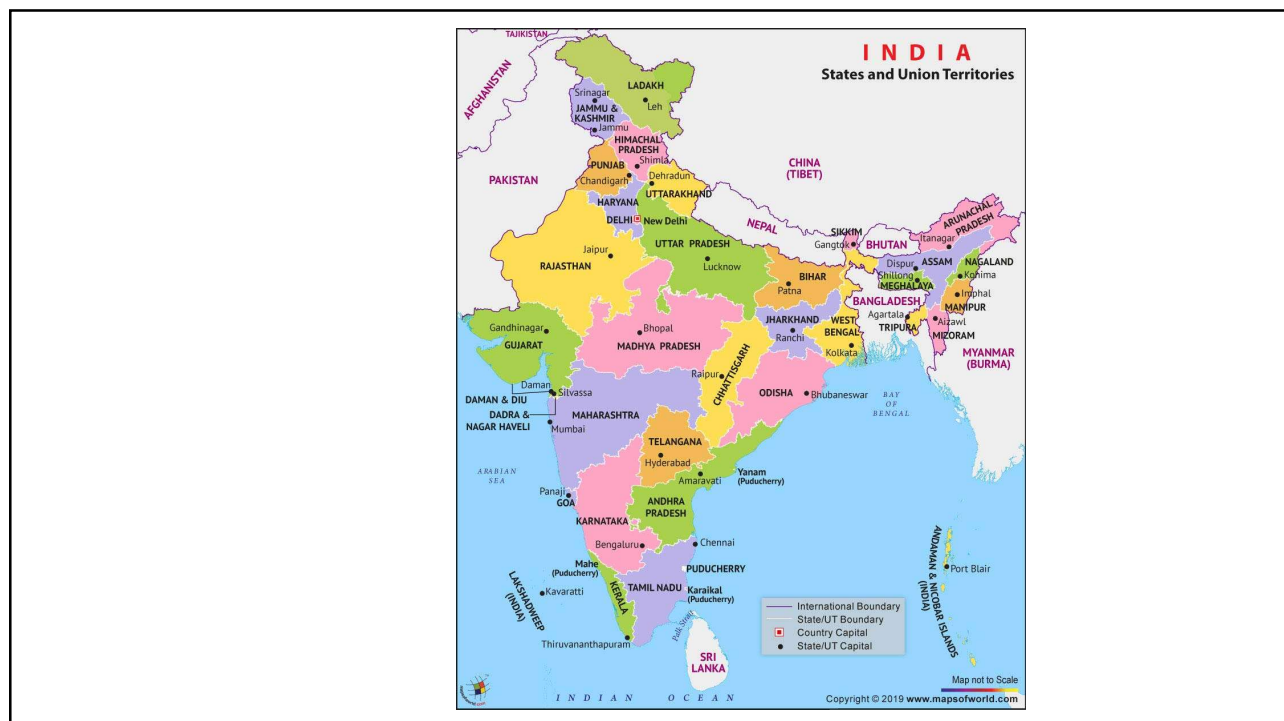 TAJIKISTAN
INDIA
States and Union Territories
AFGHANISTAN
LADAKH
Srinagar
Leh
JAMMU &
KASHMIR
Jammu
HIMACHAL
PRADESH
Shimla
CHINA
(TIBET)
PAKISTAN
PUNJAB
Chandigarh
Dehradun
UTTARAKHAND
HARYANA
DELHI
New Delhi
NEPAL
ARUNACHAL
PRADESH
SIKKIM
Gangtok
BHUTAN
Itanagar
UTTAR PRADESH
Lucknow
Jaipur
RAJASTHAN
BIHAR
Patna
Dispur
ASSAM
NAGALAND
Kohima
Shillong
MEGHALAYA
BANGLADESH
Imphal
MANIPUR
Agartala
TRIPURA
Aizawl
MIZORAM
MYANMAR
(BURMA)
Gandhinagar
GUJARAT
Bhopal
MADHYA PRADESH
JHARKHAND
Ranchi
WEST
BENGAL
Kolkata
CHHATTISGARH
Raipur
ODISHA
Bhubaneswar
BAY
OF
BENGAL
Daman
Silvassa
DAMAN & DIU
DADRA &
NAGAR HAVELI
MAHARASHTRA
Mumbai
TELANGANA
Hyderabad
ARABIAN
SEA
Amaravati
Yanam
(Puducherry)
Panaji
GOA
KARNATAKA
ANDHRA
PRADESH
Bengaluru
Chennai
Mahe
(Puducherry)
PUDUCHERRY
LAKSHADWEEP
(INDIA)
Kavaratti
KERALA
TAMIL NADU
Karaikal
(Puducherry)
ANDAMAN & NICOBAR ISLANDS
(INDIA)
Port Blair
Thiruvananthapuram
Palk Strait
SRI
LANKA
International Boundary
State/UT Boundary
Country Capital
State/UT Capital
Map not to Scale
INDIAN OCEAN
Copyright © 2019 www.mapsofworld.com